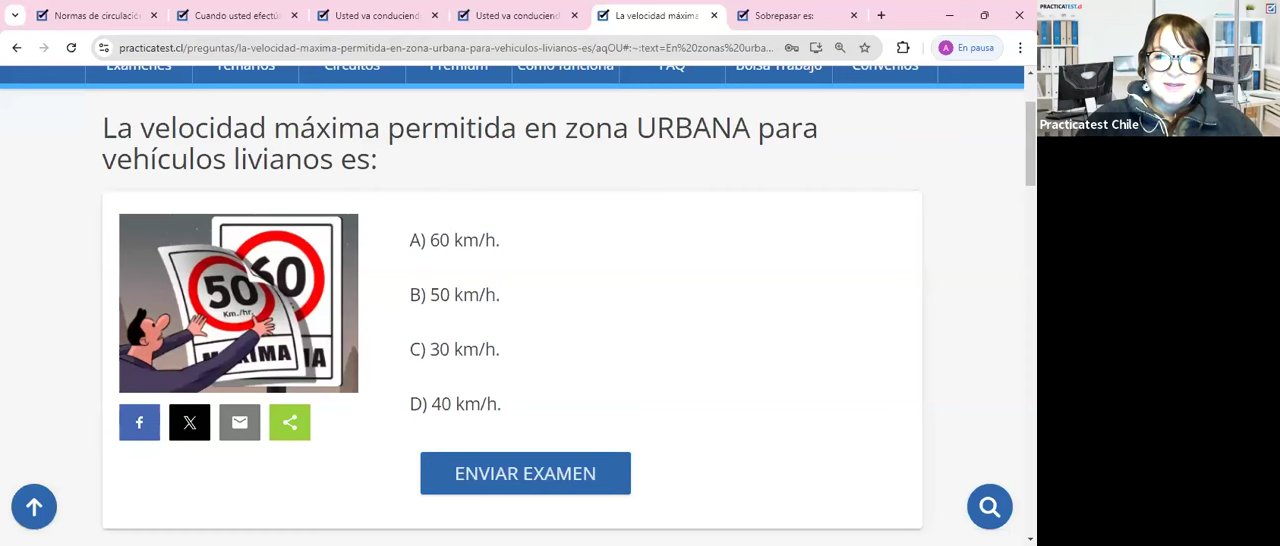 Normas de circulació
Cuando usted efectú
Usted va conduciend
Usted va conduciend
La velocidad máxima
Sobrepasar es:
practicatest.cl/preguntas/la-velocidad-maxima-permitida-en-zona-urbana-para-vehiculos-livianos-es/aqOU#:~:text=En%20zonas%20urba...
A
En pausa
Exámenes
Temarios
Circuitos
Cómo funciona
FAQ
Bolsa Trabajo
Convenios
PRACTICATEST.cl
Practicatest Chile
La velocidad máxima permitida en zona URBANA para
vehículos livianos es:
50
Km./hr.
60
A) 60 km/h.
B) 50 km/h.
C) 30 km/h.
D) 40 km/h.
ENVIAR EXAMEN